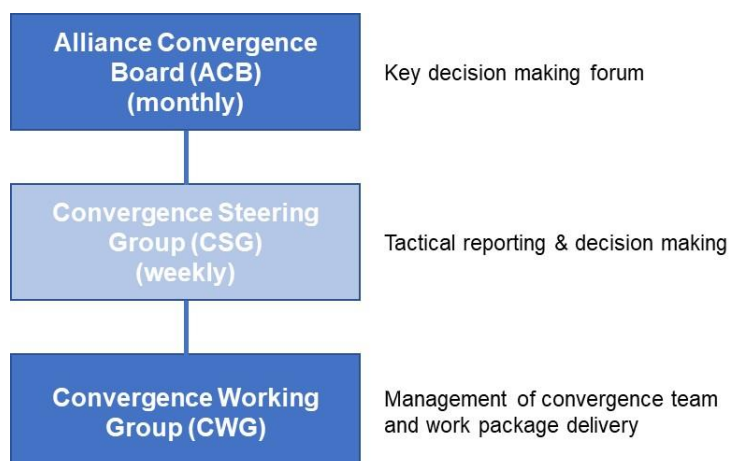 Alliance Convergence
Board (ACB)
(monthly)
Key decision making forum
Convergence Steering
Group (CSG)
(weekly)
Tactical reporting & decision making
Convergence Working
Group (CWG)
Management of convergence team
and work package delivery